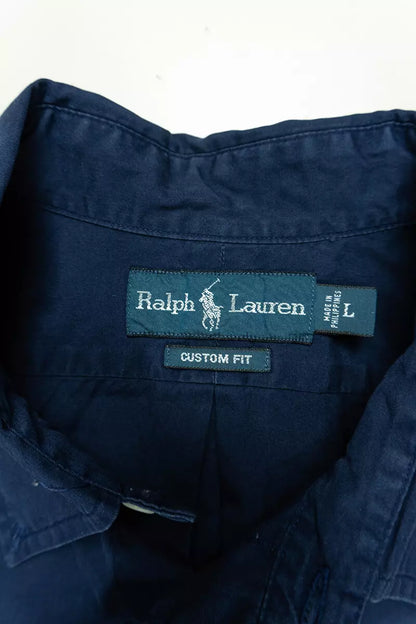 Ralph Lauren
MADE IN
PHILIPPINES
L
CUSTOM FIT